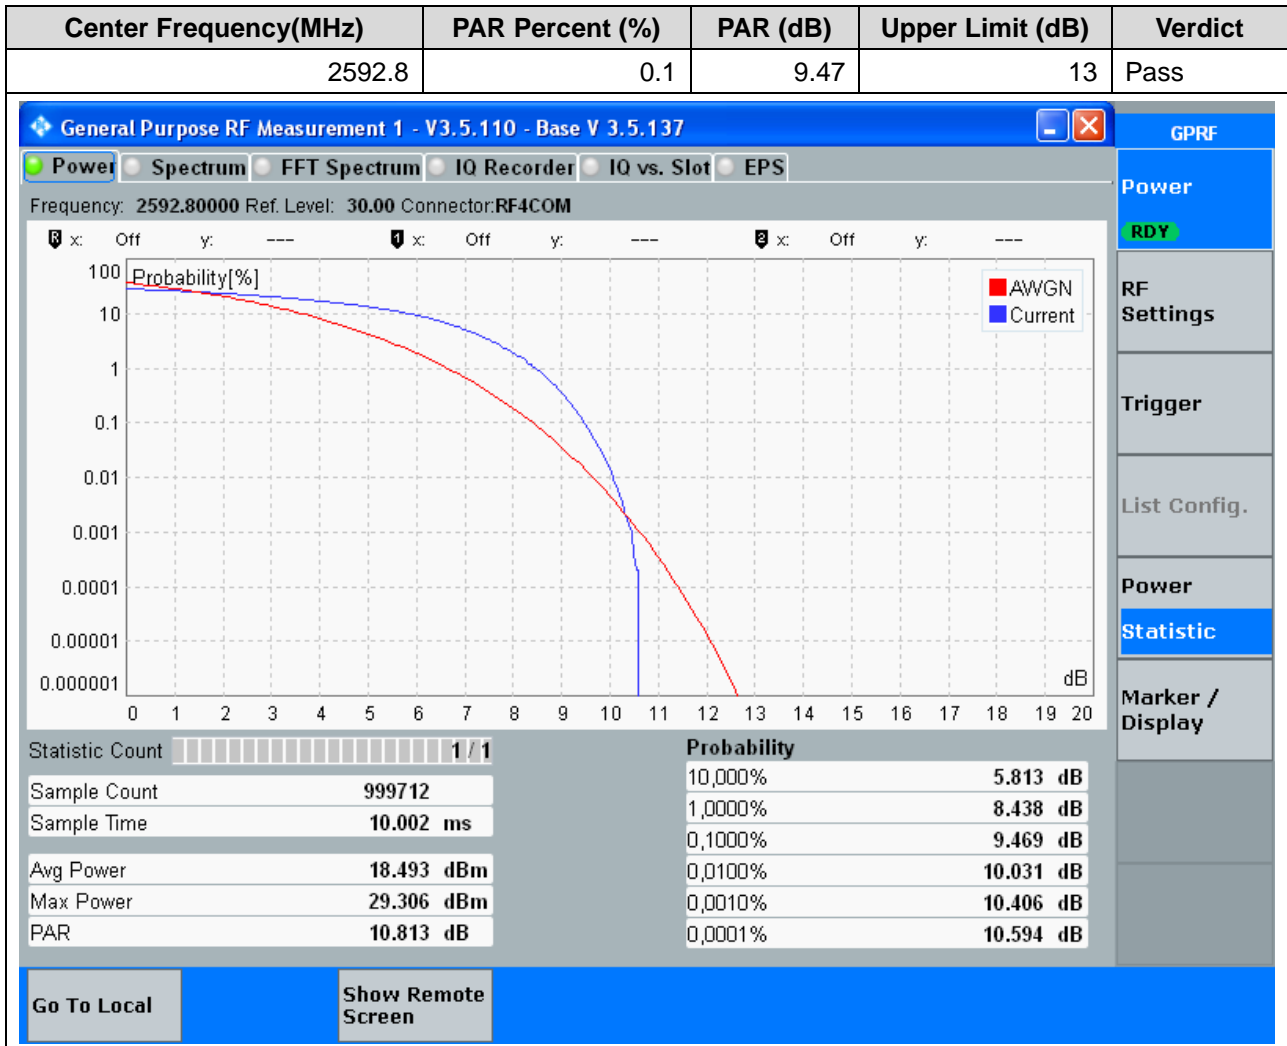 Center Frequency(MHz) PAR Percent (%) PAR (dB) Upper Limit (dB) Verdict
2592.8 0.1 9.47 13 Pass
General Purpose RF Measurement 1 - V3.5.110 - Base V 3.5.137
GPRF
Power Spectrum FFT Spectrum IQ Recorder IQ vs. Slot EPS
Frequency: 2592.80000 Ref. Level: 30.00 Connector:RF4COM
R x: Off y: --- 1 x: Off y: --- 2 x: Off y: ---
Probability[%]
AWGN
Current
100
10
1
0.1
0.01
0.001
0.0001
0.00001
0.000001
dB
0 1 2 3 4 5 6 7 8 9 10 11 12 13 14 15 16 17 18 19 20
Statistic Count 1 / 1
Sample Count 999712
Sample Time 10.002 ms
Avg Power 18.493 dBm
Max Power 29.306 dBm
PAR 10.813 dB
Probability
10,000% 5.813 dB
1,0000% 8.438 dB
0,1000% 9.469 dB
0,0100% 10.031 dB
0,0010% 10.406 dB
0,0001% 10.594 dB
Power
RDY
RF
Settings
Trigger
List Config.
Power
Statistic
Marker /
Display
Go To Local
Show Remote
Screen